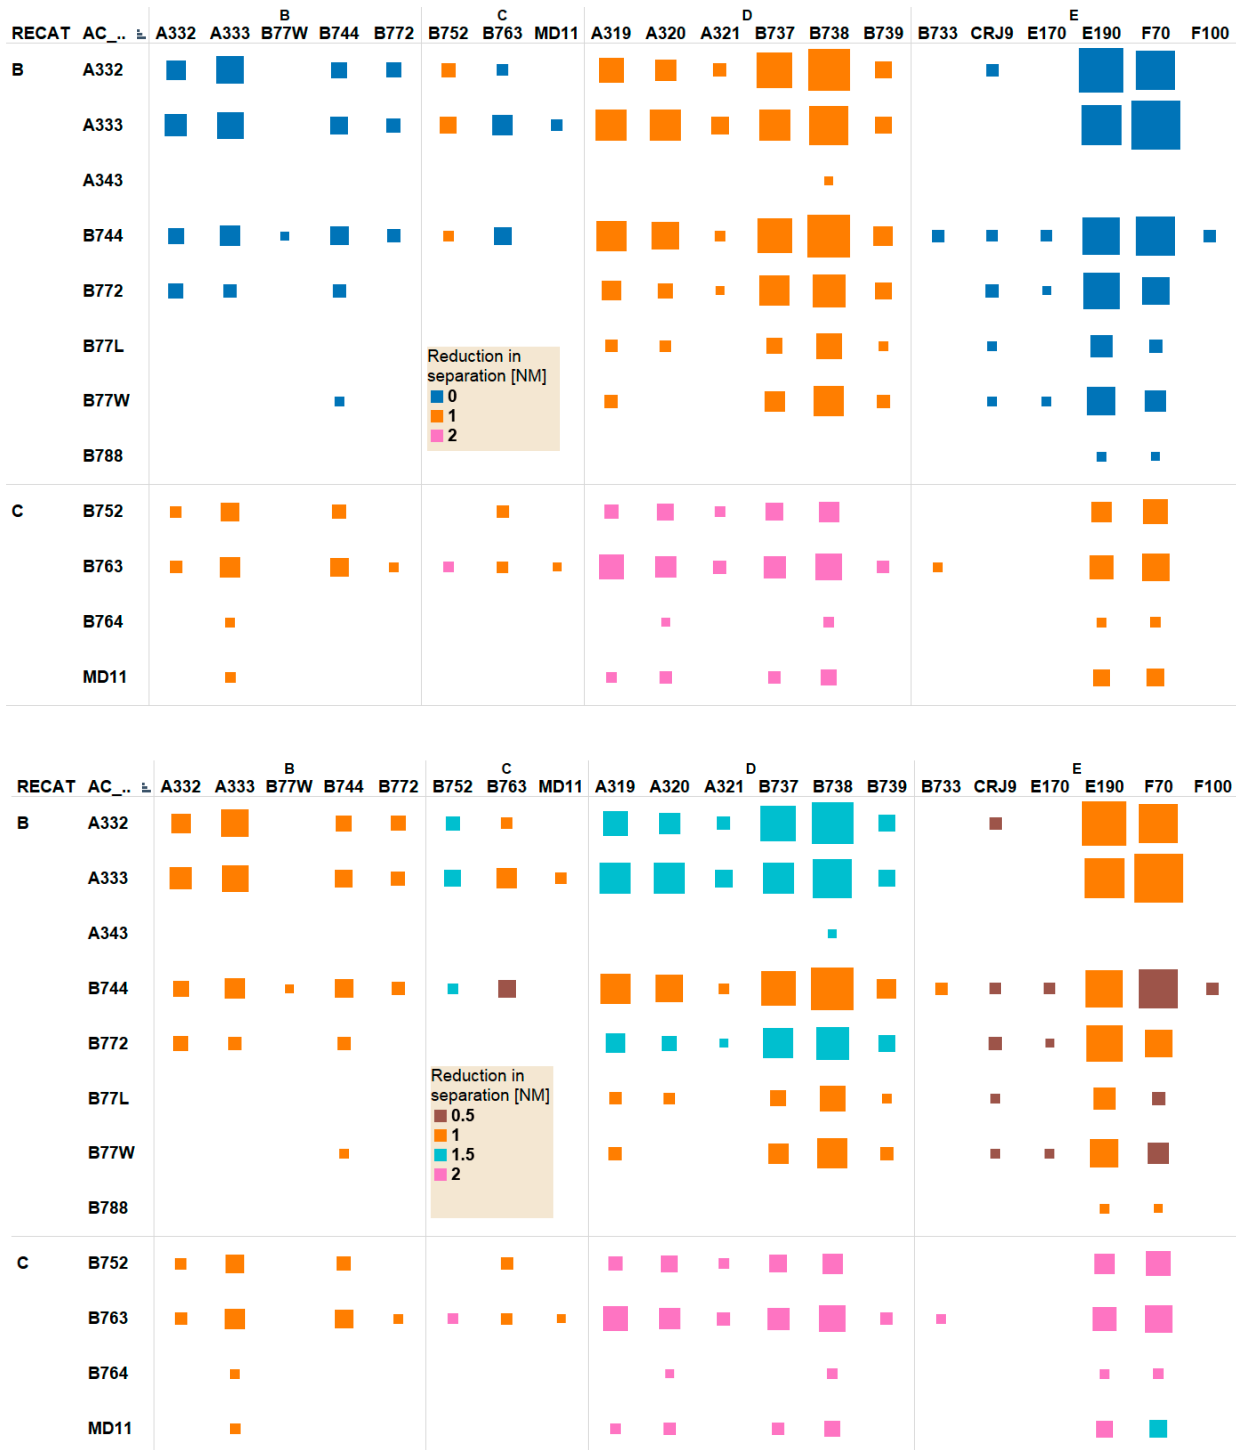 B C D E
RECAT AC_.. A332 A333 B77W B744 B772 B752 B763 MD11 A319 A320 A321 B737 B738 B739 B733 CRJ9 E170 E190 F70 F100
B A332
A333
A343
B744
B772
B77L
B77W
B788
Reduction in
separation [NM]
0
1
2
C B752
B763
B764
MD11
B C D E
RECAT AC_.. A332 A333 B77W B744 B772 B752 B763 MD11 A319 A320 A321 B737 B738 B739 B733 CRJ9 E170 E190 F70 F100
B A332
A333
A343
B744
B772
B77L
B77W
B788
Reduction in
separation [NM]
0.5
1
1.5
2
C B752
B763
B764
MD11